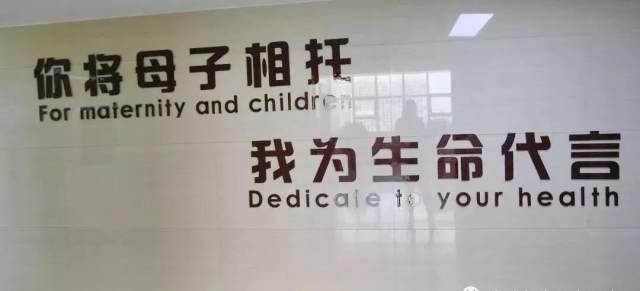 你将母子相托
For maternity and children
我为生命代言
Dedicate to your health